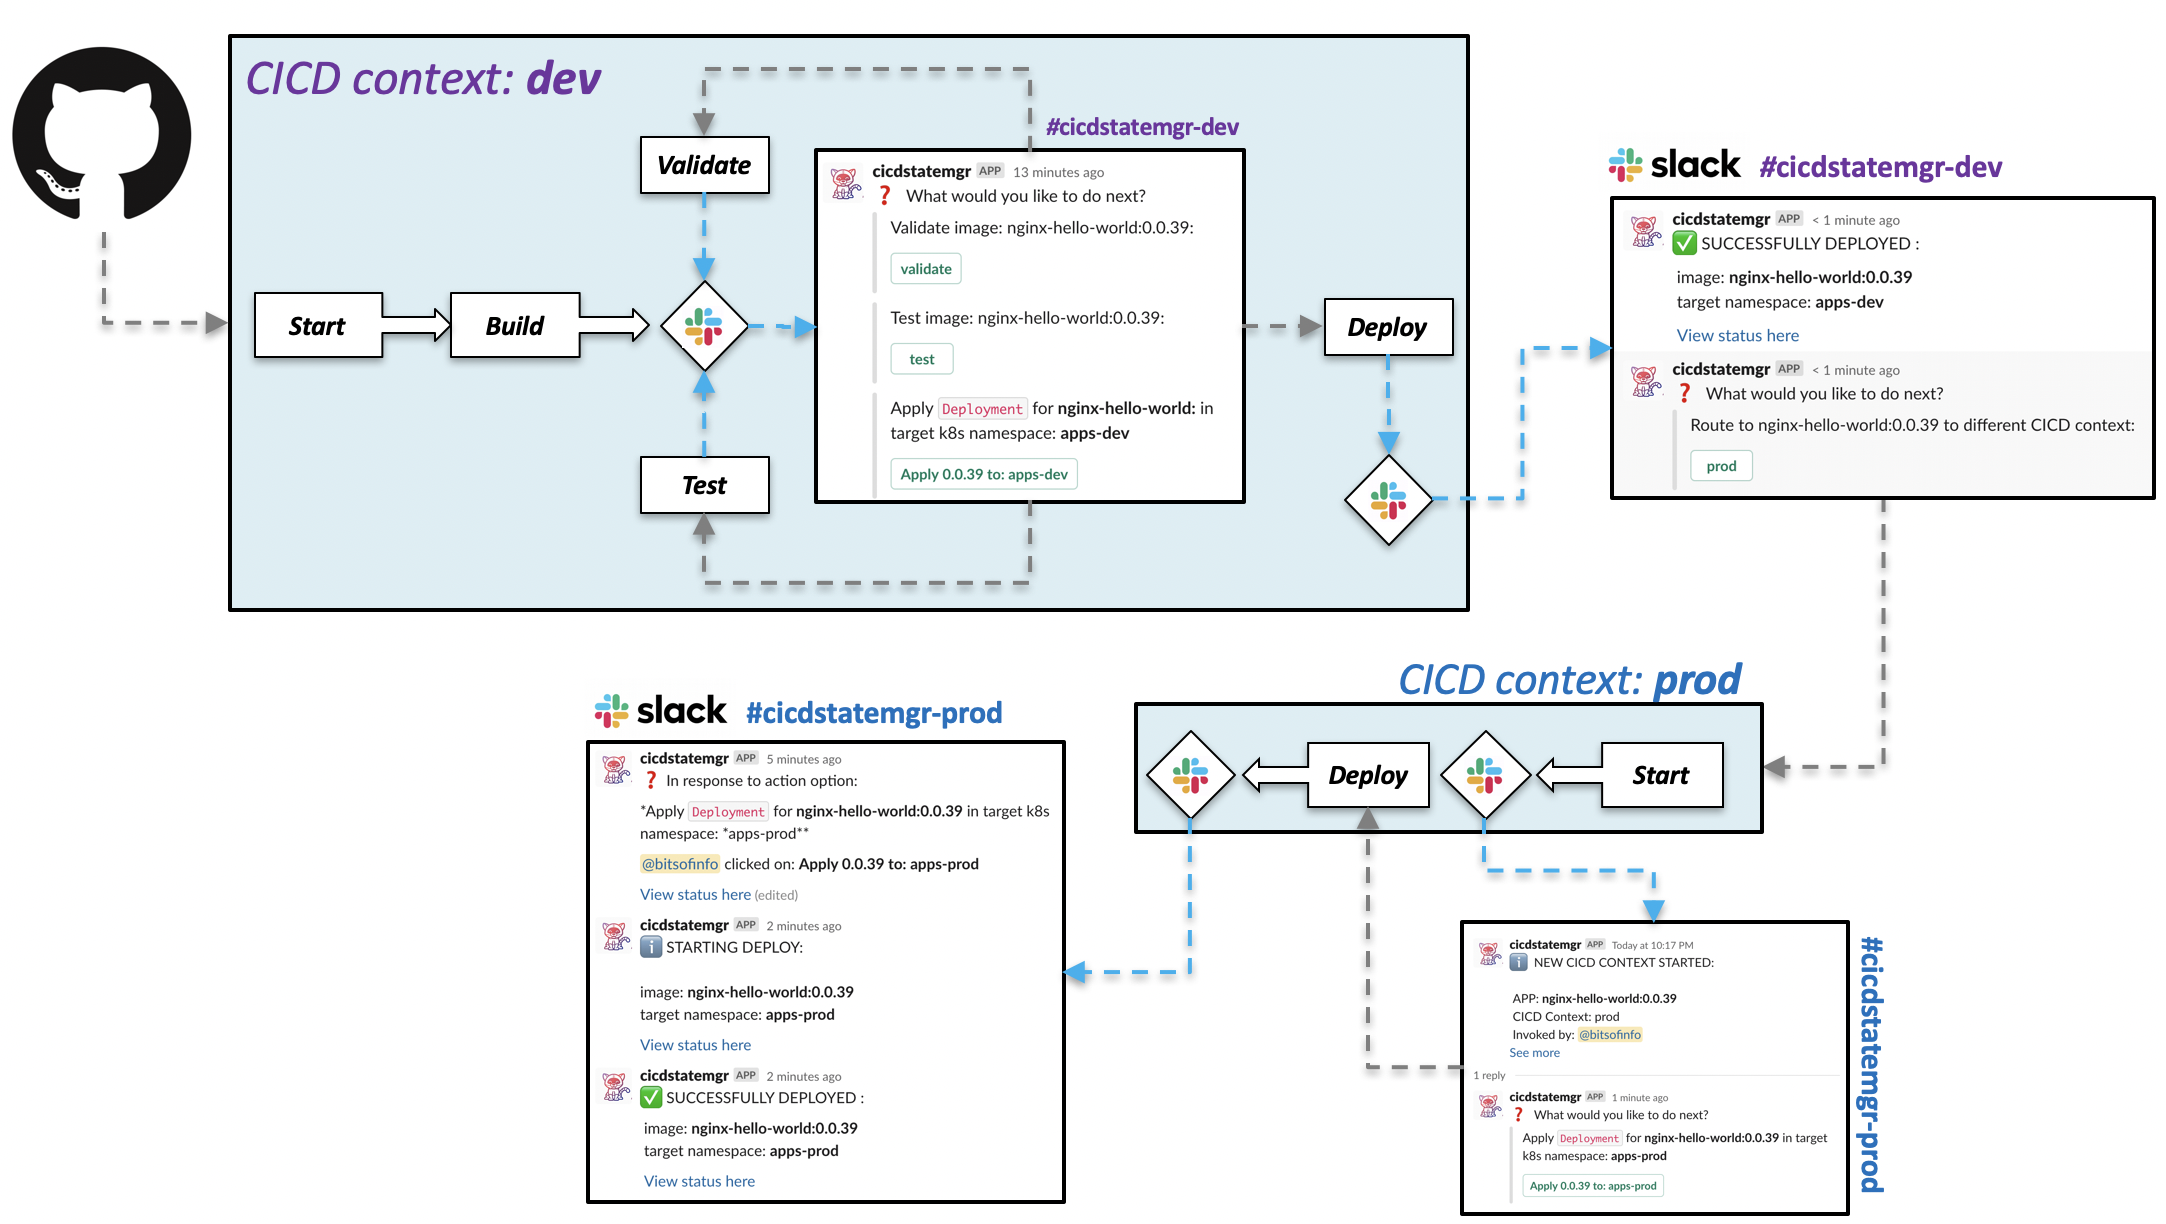 CICD context: dev
#cicdstatemgr-dev
Validate
Start
Build
Test
Deploy
cicdstatemgr APP 13 minutes ago
❓ What would you like to do next?
Validate image: nginx-hello-world:0.0.39:
validate
Test image: nginx-hello-world:0.0.39:
test
Apply Deployment for nginx-hello-world: in
target k8s namespace: apps-dev
Apply 0.0.39 to: apps-dev
slack #cicdstatemgr-dev
cicdstatemgr APP < 1 minute ago
✅ SUCCESSFULLY DEPLOYED :
image: nginx-hello-world:0.0.39
target namespace: apps-dev
View status here
cicdstatemgr APP < 1 minute ago
❓ What would you like to do next?
Route to nginx-hello-world:0.0.39 to different CICD context:
prod
CICD context: prod
Deploy
Start
slack #cicdstatemgr-prod
cicdstatemgr APP 5 minutes ago
❓ In response to action option:
*Apply Deployment for nginx-hello-world:0.0.39 in target k8s
namespace: *apps-prod**
@bitsofinfo clicked on: Apply 0.0.39 to: apps-prod
View status here (edited)
cicdstatemgr APP 2 minutes ago
ℹ️ STARTING DEPLOY:
image: nginx-hello-world:0.0.39
target namespace: apps-prod
View status here
cicdstatemgr APP 2 minutes ago
✅ SUCCESSFULLY DEPLOYED :
image: nginx-hello-world:0.0.39
target namespace: apps-prod
View status here
#cicdstatemgr-prod
cicdstatemgr APP Today at 10:17 PM
ℹ️ NEW CICD CONTEXT STARTED:
APP: nginx-hello-world:0.0.39
CICD Context: prod
Invoked by: @bitsofinfo
See more
1 reply
cicdstatemgr APP 1 minute ago
❓ What would you like to do next?
Apply Deployment for nginx-hello-world:0.0.39 in target
k8s namespace: apps-prod
Apply 0.0.39 to: apps-prod